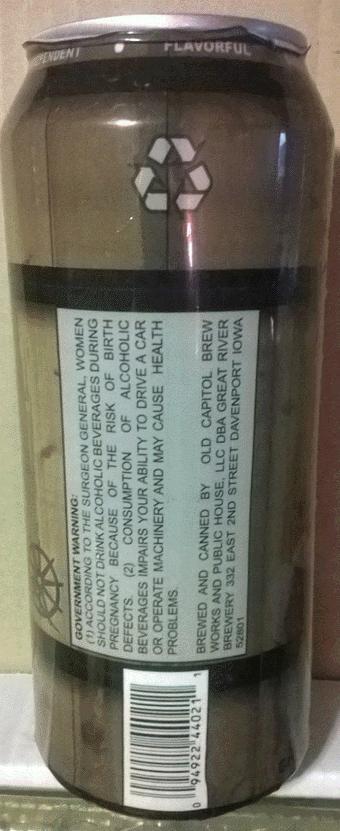 FLAVORFUL
GOVERNMENT WARNING:
(1) ACCORDING TO THE SURGEON GENERAL, WOMEN
SHOULD NOT DRINK ALCOHOLIC BEVERAGES DURING
PREGNANCY BECAUSE OF THE RISK OF BIRTH
DEFECTS. (2) CONSUMPTION OF ALCOHOLIC
BEVERAGES IMPAIRS YOUR ABILITY TO DRIVE A CAR
OR OPERATE MACHINERY AND MAY CAUSE HEALTH
PROBLEMS.
BREWED AND CANNED BY OLD CAPITOL BREW
WORKS AND PUBLIC HOUSE, LLC DBA GREAT RIVER
BREWERY 332 EAST 2ND STREET DAVENPORT IOWA
52801
0 94922 44021 1